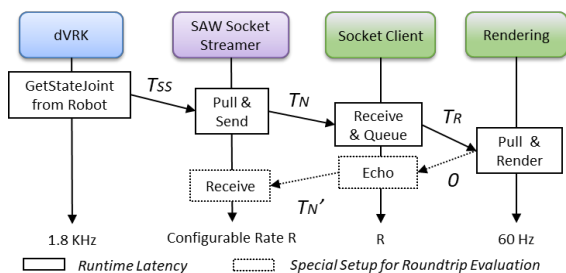 dVRK
SAW Socket
Streamer
Socket Client
Rendering
GetStateJoint
from Robot
TSS
Pull &
Send
TN
Receive
& Queue
TR
Pull &
Render
Receive
Echo
0
TN'
1.8 KHz
Configurable Rate R
R
60 Hz
Runtime Latency
Special Setup for Roundtrip Evaluation